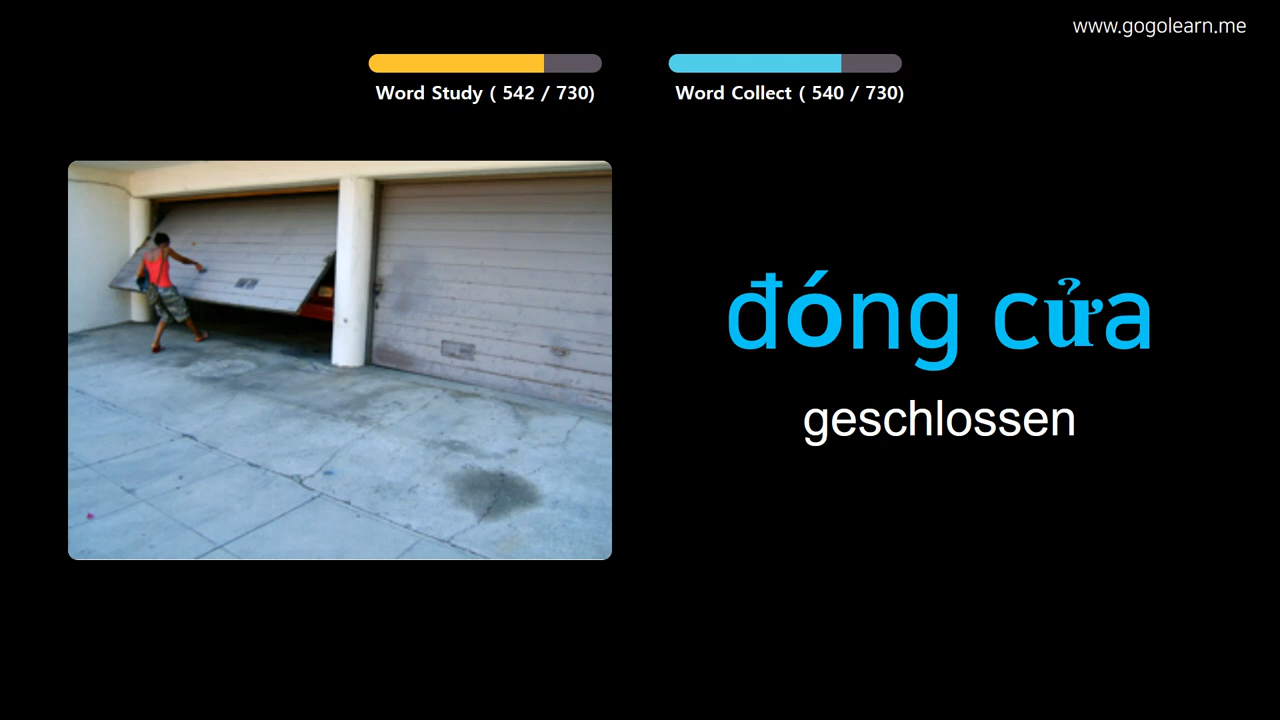 www.gogolearn.me
Word Study ( 542 / 730)
Word Collect ( 540 / 730)
đóng cửa
geschlossen